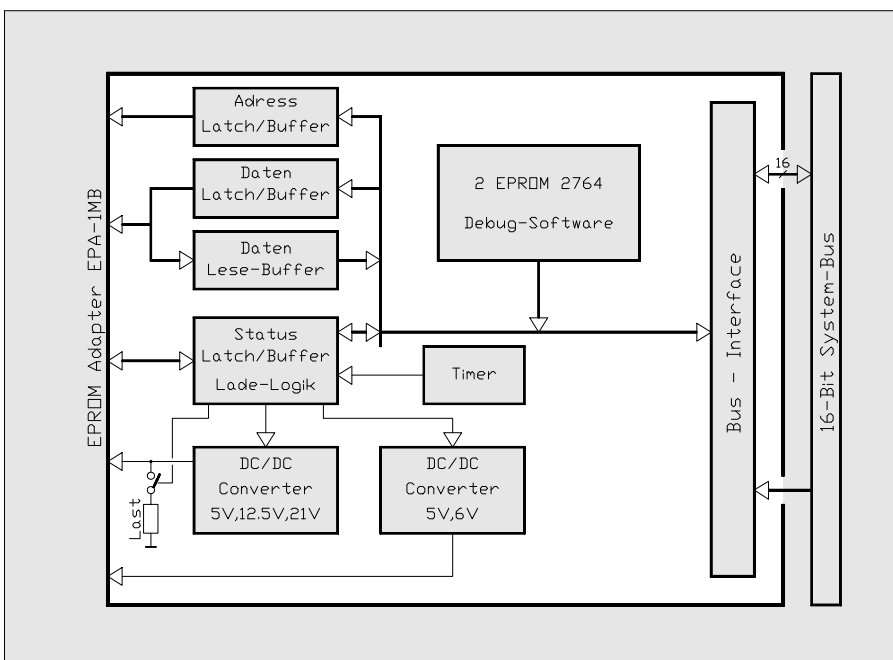 EPROM Adapter EPA-1MB
Adress
Latch/Buffer
Daten
Latch/Buffer
Daten
Lese-Buffer
Status
Latch/Buffer
Lade-Logik
2 EPROM 2764
Debug-Software
Timer
DC/DC
Converter
5V,12.5V,21V
DC/DC
Converter
5V,6V
Last
Bus - Interface
16
16-Bit System-Bus